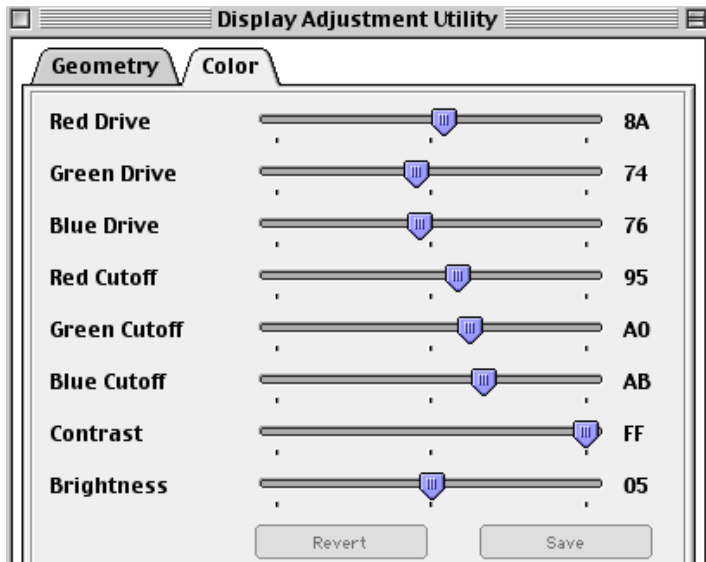 Display Adjustment Utility
Geometry Color
Red Drive 8A
Green Drive 74
Blue Drive 76
Red Cutoff 95
Green Cutoff A0
Blue Cutoff AB
Contrast FF
Brightness 05
Revert Save